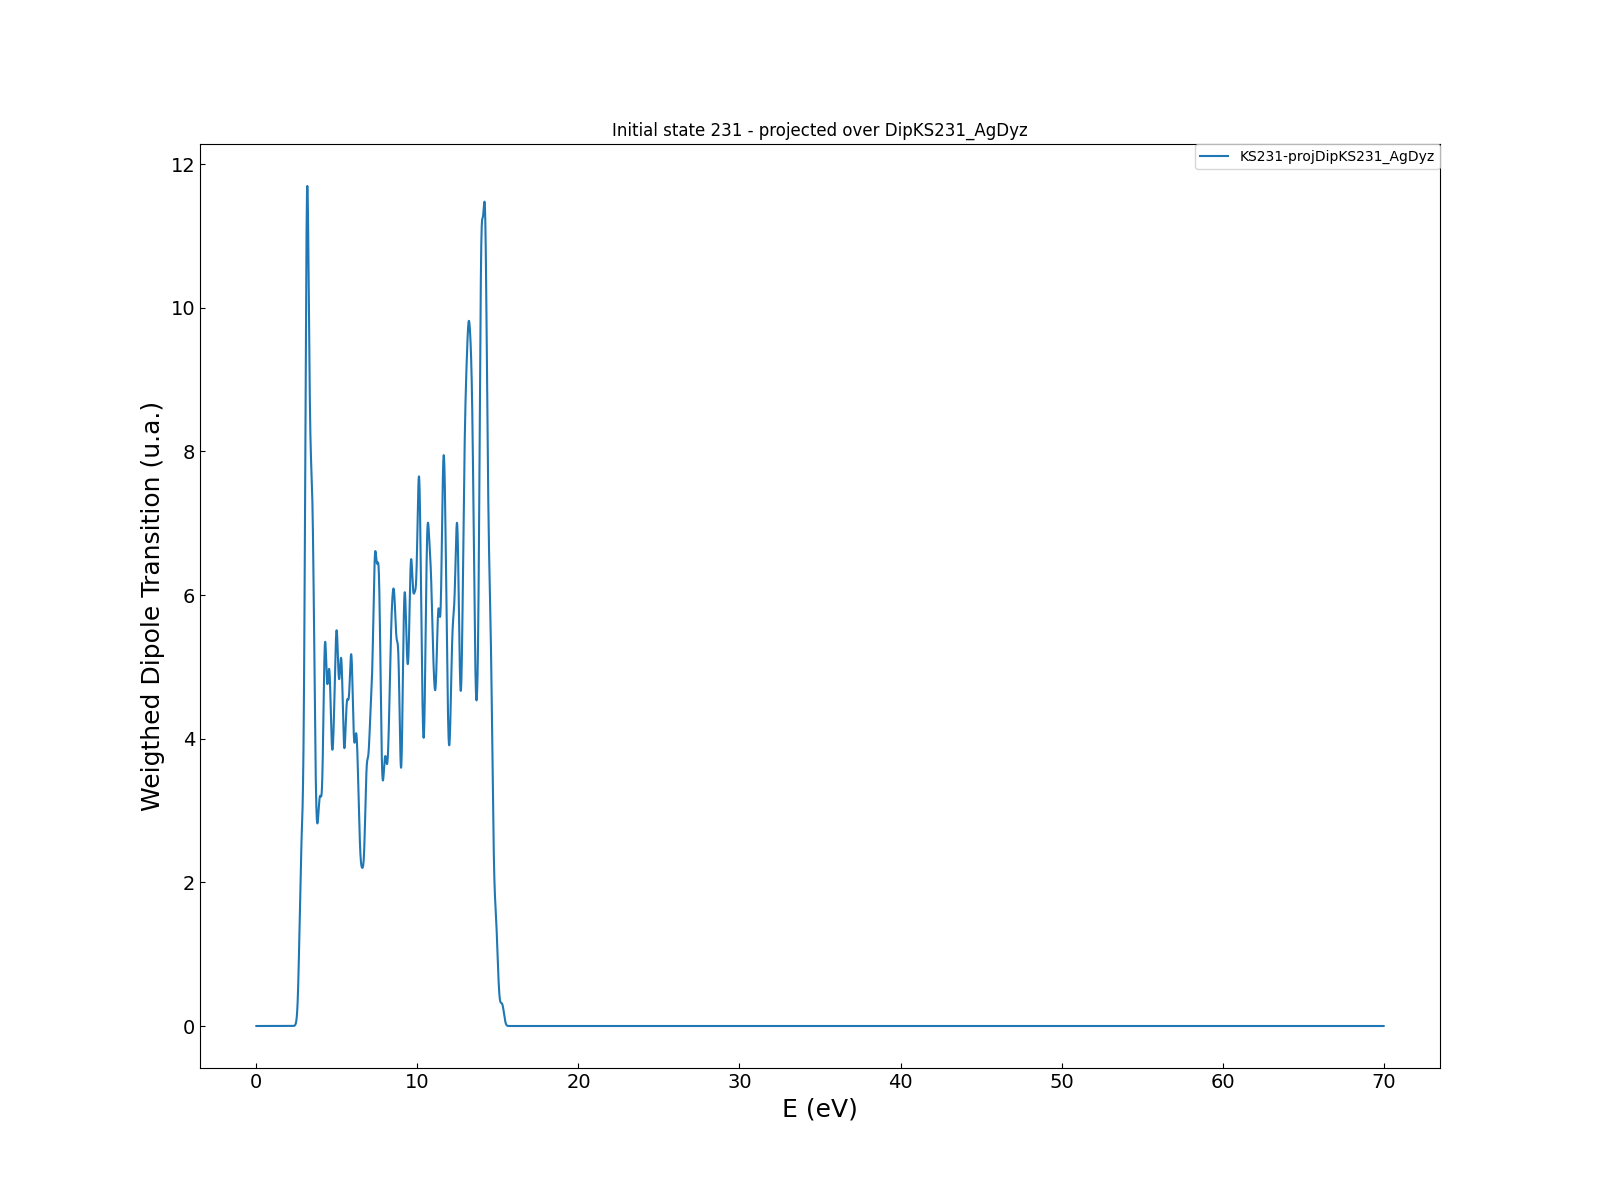 Initial state 231 - projected over DipKS231_AgDyz
KS231-projDipKS231_AgDyz
12
10
8
6
4
2
0
Weigthed Dipole Transition (u.a.)
0 10 20 30 40 50 60 70
E (eV)